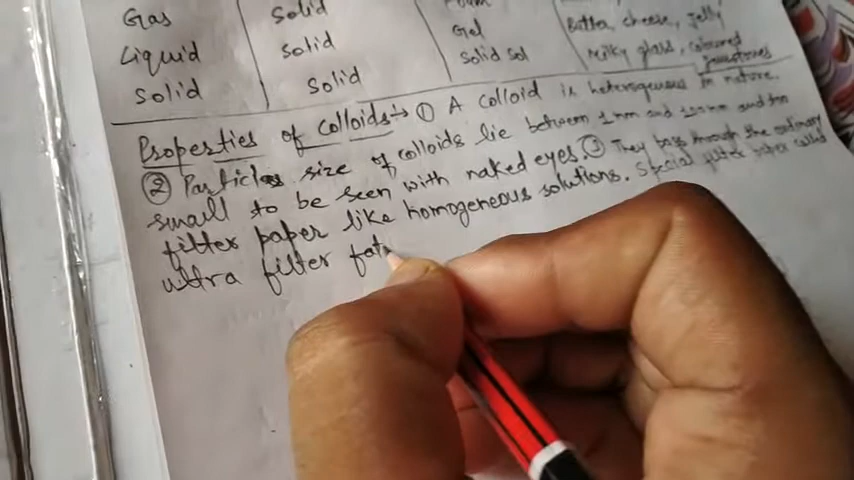 Gas Solid Foam
Liquid Solid Gel Butter, cheese, jelly
Solid Solid Solid Sol Milky glass, coloured gemstones
Properties of Colloids :→ ① A colloid is heterogeneous in nature.
② Particles size of colloids lie between 1nm and 100nm and too
small to be seen with naked eyes. ③ They pass through the ordinary
filter paper like homogeneous solutions. Special filter paper called
ultra filter